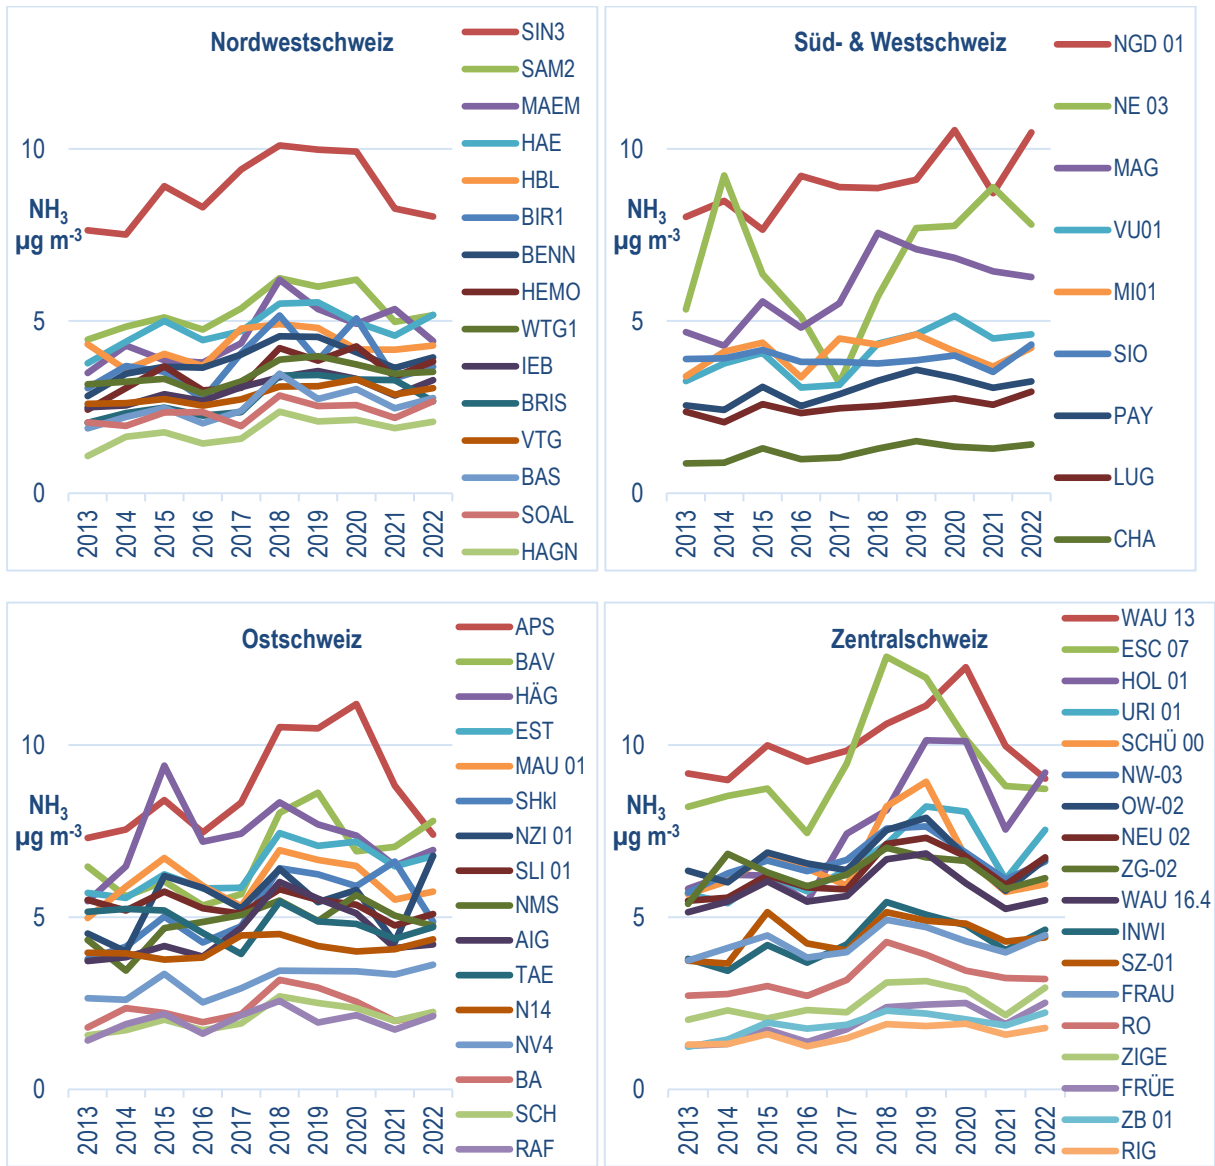 Nordwestschweiz
10
NH3
µg m-3
5
0
2013
2014
2015
2016
2017
2018
2019
2020
2021
2022
SIN3
SAM2
MAEM
HAE
HBL
BIR1
BENN
HEMO
WTG1
IEB
BRIS
VTG
BAS
SOAL
HAGN
Süd- & Westschweiz
10
NH3
µg m-3
5
0
2013
2014
2015
2016
2017
2018
2019
2020
2021
2022
NGD 01
NE 03
MAG
VU01
MI01
SIO
PAY
LUG
CHA
Ostschweiz
10
NH3
µg m-3
5
0
2013
2014
2015
2016
2017
2018
2019
2020
2021
2022
APS
BAV
HÄG
EST
MAU 01
SHkl
NZI 01
SLI 01
NMS
AIG
TAE
N14
NV4
BA
SCH
RAF
Zentralschweiz
10
NH3
µg m-3
5
0
2013
2014
2015
2016
2017
2018
2019
2020
2021
2022
WAU 13
ESC 07
HOL 01
URI 01
SCHÜ 00
NW-03
OW-02
NEU 02
ZG-02
WAU 16.4
INWI
SZ-01
FRAU
RO
ZIGE
FRÜE
ZB 01
RIG